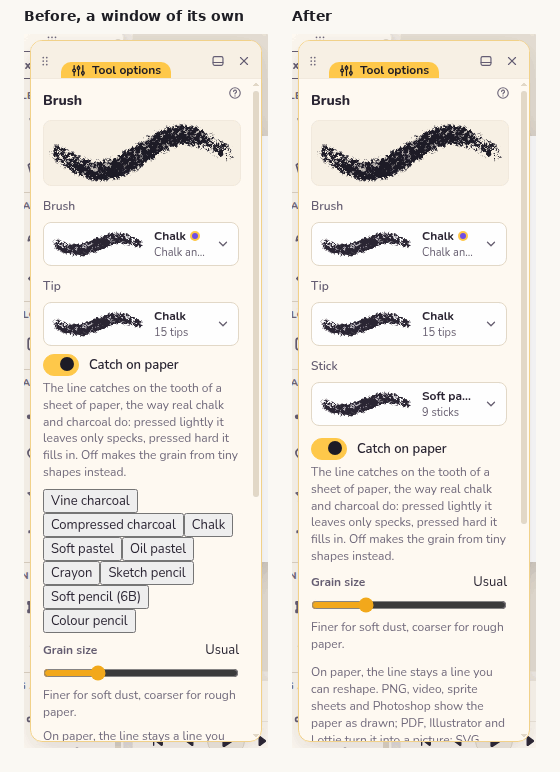 Before, a window of its own
Tool options
Brush
Brush
Chalk
Chalk an...
Tip
Chalk
15 tips
Catch on paper
The line catches on the tooth of a
sheet of paper, the way real chalk
and charcoal do: pressed lightly it
leaves only specks, pressed hard it
fills in. Off makes the grain from tiny
shapes instead.
Vine charcoal
Compressed charcoal
Chalk
Soft pastel
Oil pastel
Crayon
Sketch pencil
Soft pencil (6B)
Colour pencil
Grain size
Usual
Finer for soft dust, coarser for rough
paper.
On paper, the line stays a line you
After
Tool options
Brush
Brush
Chalk
Chalk an...
Tip
Chalk
15 tips
Stick
Soft pa...
9 sticks
Catch on paper
The line catches on the tooth of a
sheet of paper, the way real chalk
and charcoal do: pressed lightly it
leaves only specks, pressed hard it
fills in. Off makes the grain from tiny
shapes instead.
Grain size
Usual
Finer for soft dust, coarser for rough
paper.
On paper, the line stays a line you
can reshape. PNG, video, sprite
sheets and Photoshop show the
paper as drawn; PDF, Illustrator and
Lottie turn it into a picture; SVG